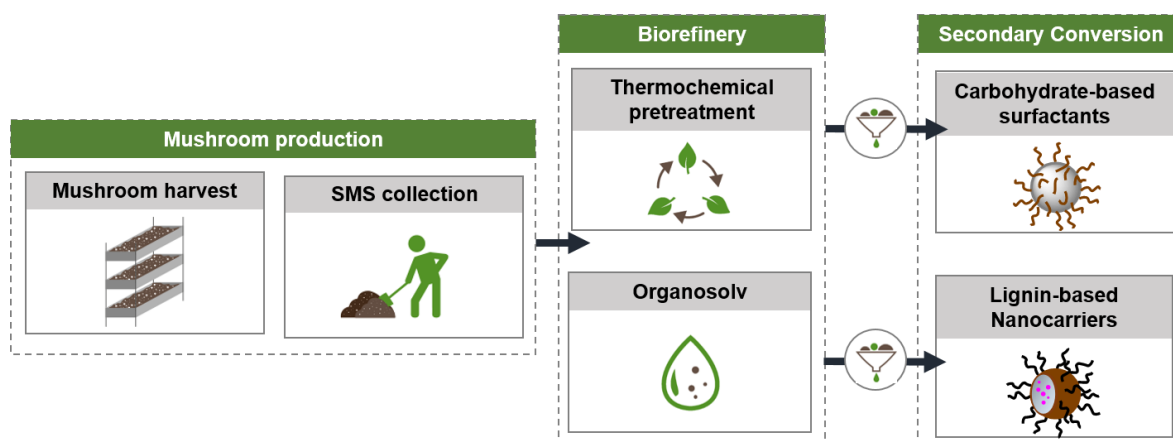 Mushroom production
Mushroom harvest
SMS collection
Biorefinery
Thermochemical
pretreatment
Organosolv
Secondary Conversion
Carbohydrate-based
surfactants
Lignin-based
Nanocarriers